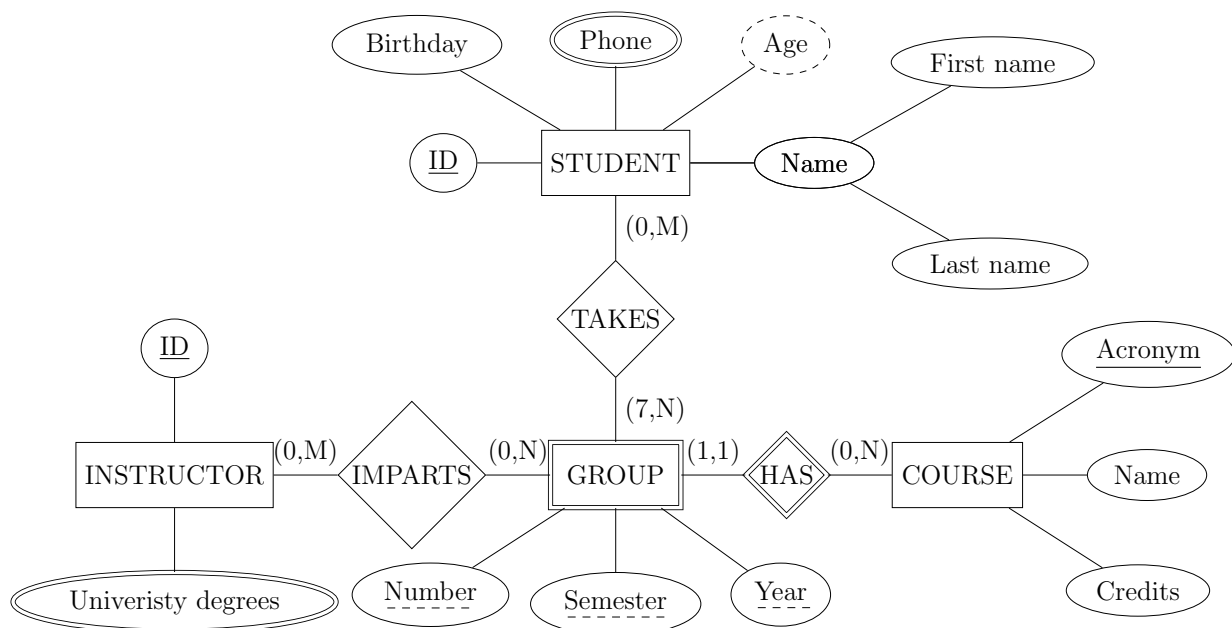 Birthday
Phone
Age
First name
ID
STUDENT
Name
(0,M)
Last name
TAKES
ID
Acronym
(7,N)
(0,M)
(0,N)
(1,1)
(0,N)
INSTRUCTOR
IMPARTS
GROUP
HAS
COURSE
Name
Number
Semester
Year
Univeristy degrees
Credits